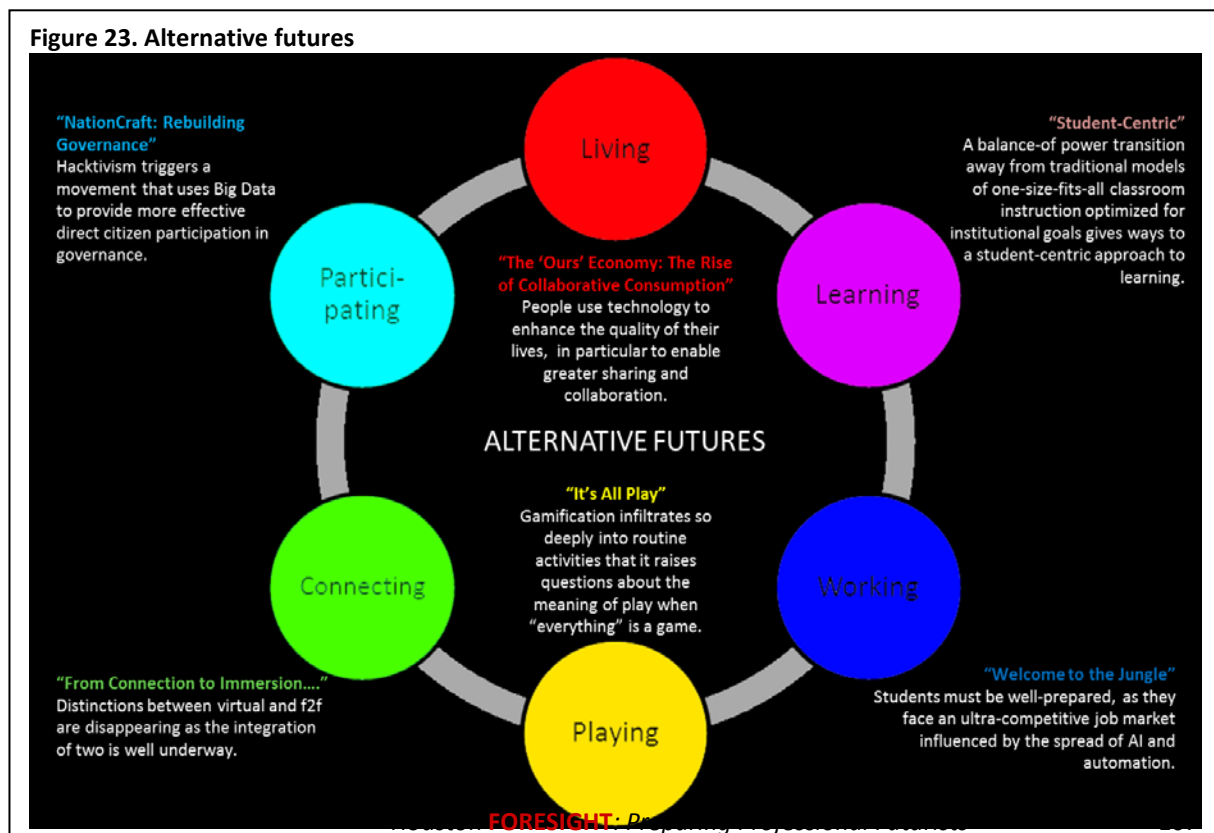 Figure 23. Alternative futures
“NationCraft: Rebuilding
Governance”
Hacktivism triggers a
movement that uses Big Data
to provide more effective
direct citizen participation in
governance.
Living
“Student-Centric”
A balance-of power transition
away from traditional models
of one-size-fits-all classroom
instruction optimized for
institutional goals gives ways to
a student-centric approach to
learning.
Partici-
pating
“The ‘Ours’ Economy: The Rise
of Collaborative Consumption”
People use technology to
enhance the quality of their
lives, in particular to enable
greater sharing and
collaboration.
Learning
ALTERNATIVE FUTURES
Connecting
“It’s All Play”
Gamification infiltrates so
deeply into routine
activities that it raises
questions about the
meaning of play when
“everything” is a game.
Working
“From Connection to Immersion….”
Distinctions between virtual and f2f
are disappearing as the integration
of two is well underway.
Playing
“Welcome to the Jungle”
Students must be well-prepared, as they
face an ultra-competitive job market
influenced by the spread of AI and
automation.
Houston FORESIGHT: Preparing Professional Futurists